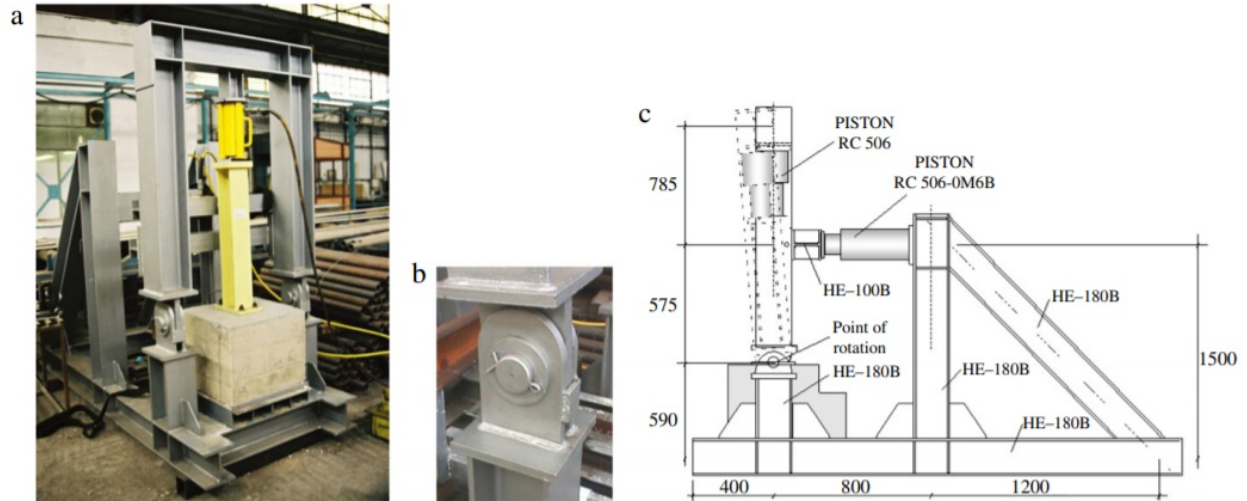 a
b
c
PISTON
RC 506
PISTON
RC 506-0M6B
785
HE–100B
HE–180B
575
Point of
rotation
HE–180B
HE–180B
1500
590
HE–180B
400
800
1200